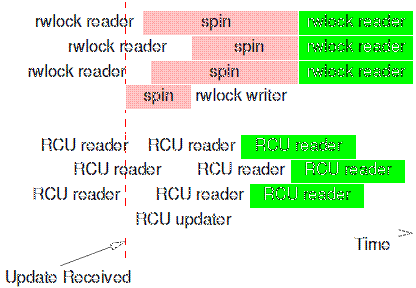 rwlock reader spin rwlock reader
rwlock reader spin rwlock reader
rwlock reader spin rwlock reader
spin rwlock writer
RCU reader RCU reader RCU reader
RCU reader RCU reader RCU reader
RCU reader RCU reader RCU reader
RCU updater
Time
Update Received